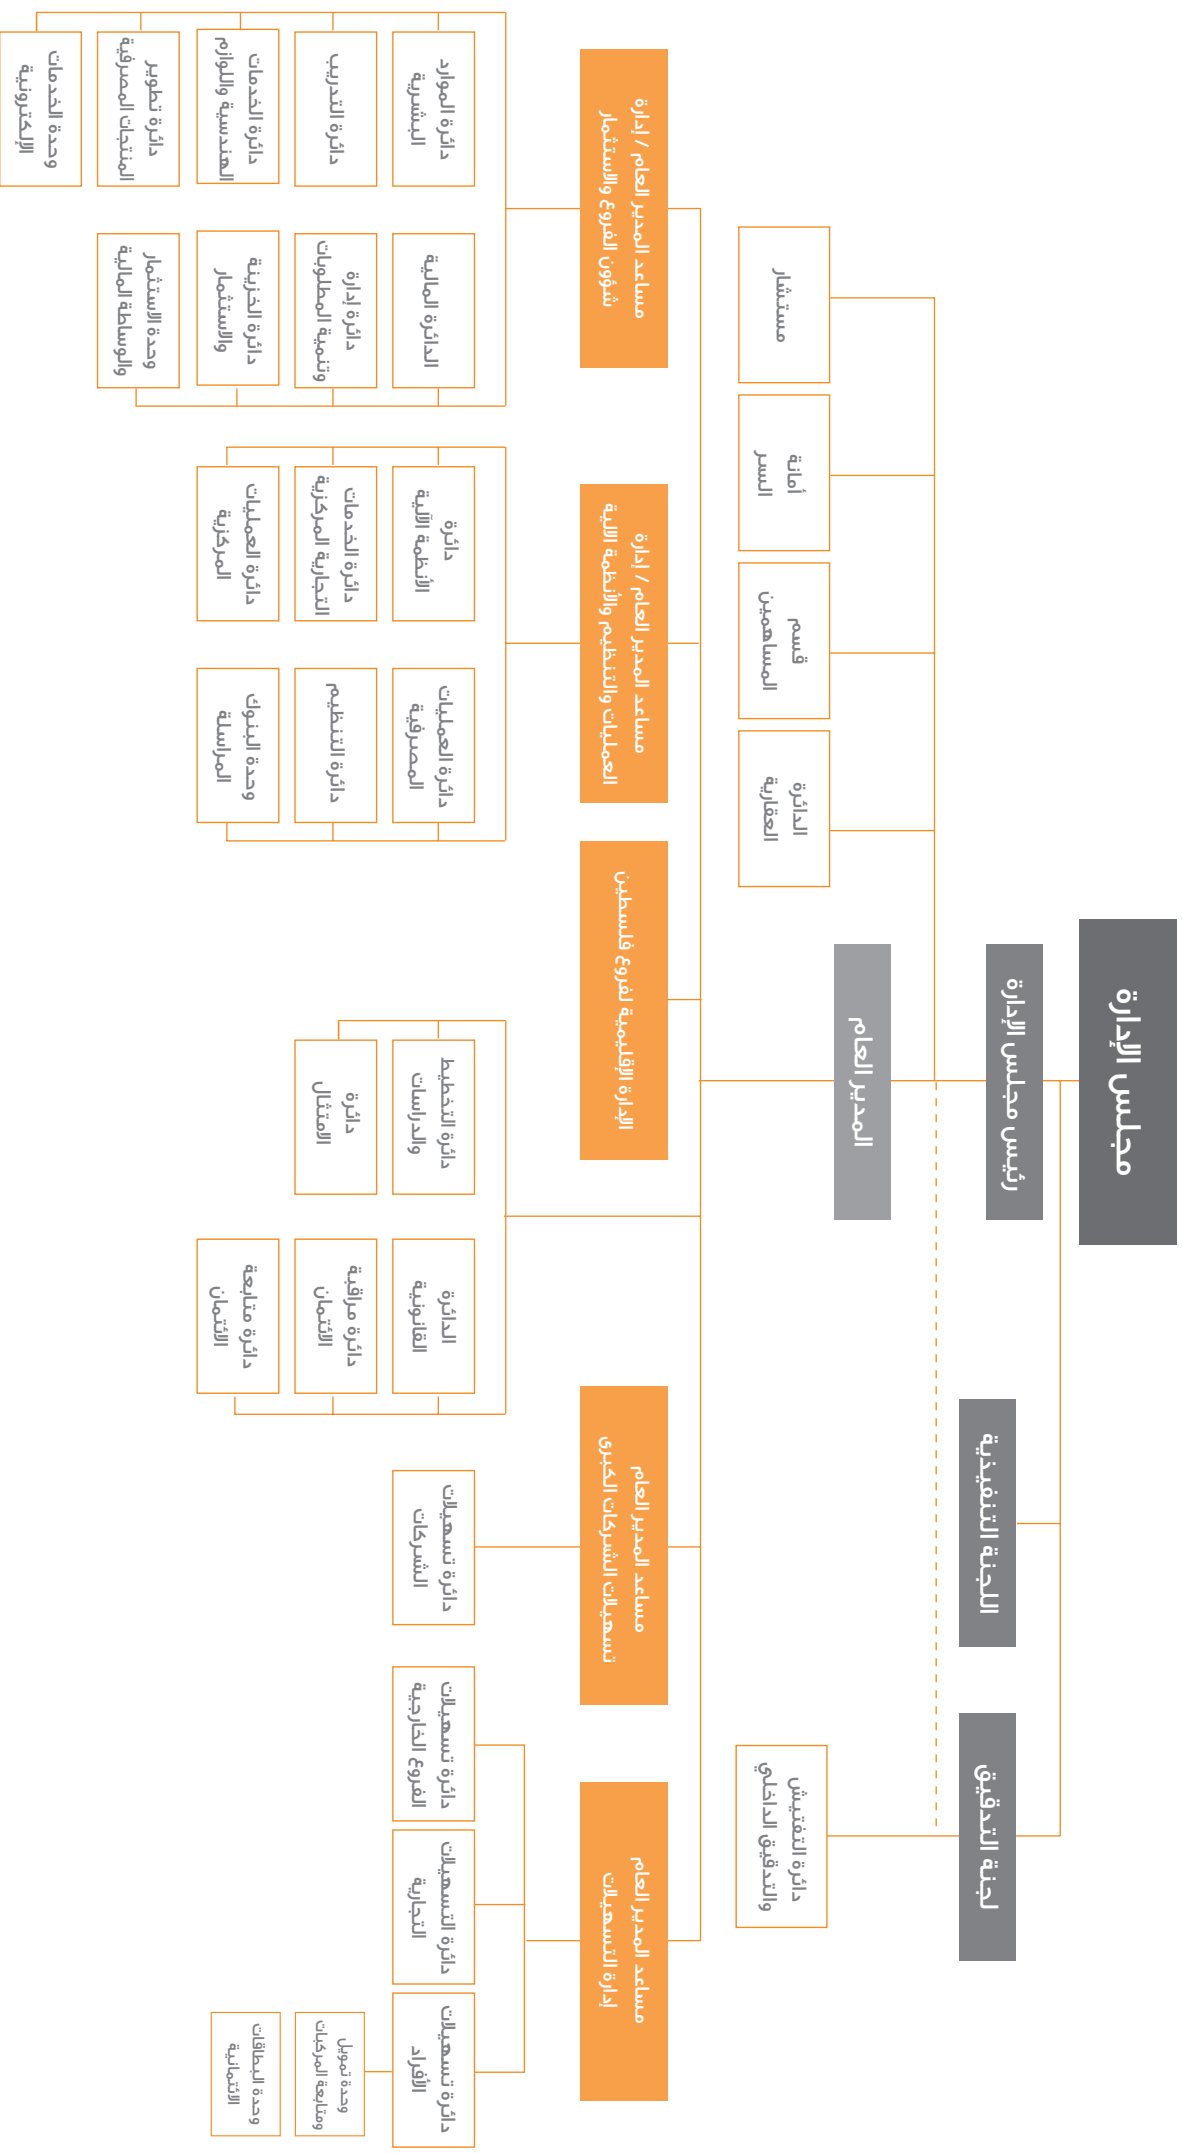 مجلس الإدارة
رئيس مجلس الإدارة
لجنة التدقيق
اللجنة التنفيذية
المدير العام
دائرة التفتيش
والتدقيق الداخلي
الدائرة
العقارية
قسم
المساهمين
أمانة
السر
مستشار
مساعد المدير العام
إدارة التسهيلات
مساعد المدير العام
تسهيلات الشركات الكبرى
الإدارة الإقليمية لفروع فلسطين
مساعد المدير العام / إدارة
العمليات والتنظيم والأنظمة الالية
مساعد المدير العام / إدارة
شؤون الفروع والاستثمار
دائرة تسهيلات
الأفراد
دائرة التسهيلات
التجارية
دائرة تسهيلات
الفروع الخارجية
وحدة تمويل
ومتابعة المركبات
وحدة البطاقات
الائتمانية
دائرة تسهيلات
الشركات
الدائرة
القانونية
دائرة التخطيط
والدراسات
دائرة مراقبة
الائتمان
دائرة
الامتثال
دائرة متابعة
الائتمان
دائرة العمليات
المصرفية
دائرة
الأنظمة الآلية
دائرة التنظيم
دائرة الخدمات
التجارية المركزية
وحدة البنوك
المراسلة
دائرة العمليات
المركزية
الدائرة المالية
دائرة الموارد
البشرية
دائرة إدارة
وتنمية المطلوبات
دائرة التدريب
دائرة الخزينة
والاستثمار
دائرة الخدمات
الهندسية واللوازم
وحدة الاستثمار
والوساطة المالية
دائرة تطوير
المنتجات المصرفية
وحدة الخدمات
الإلكترونية